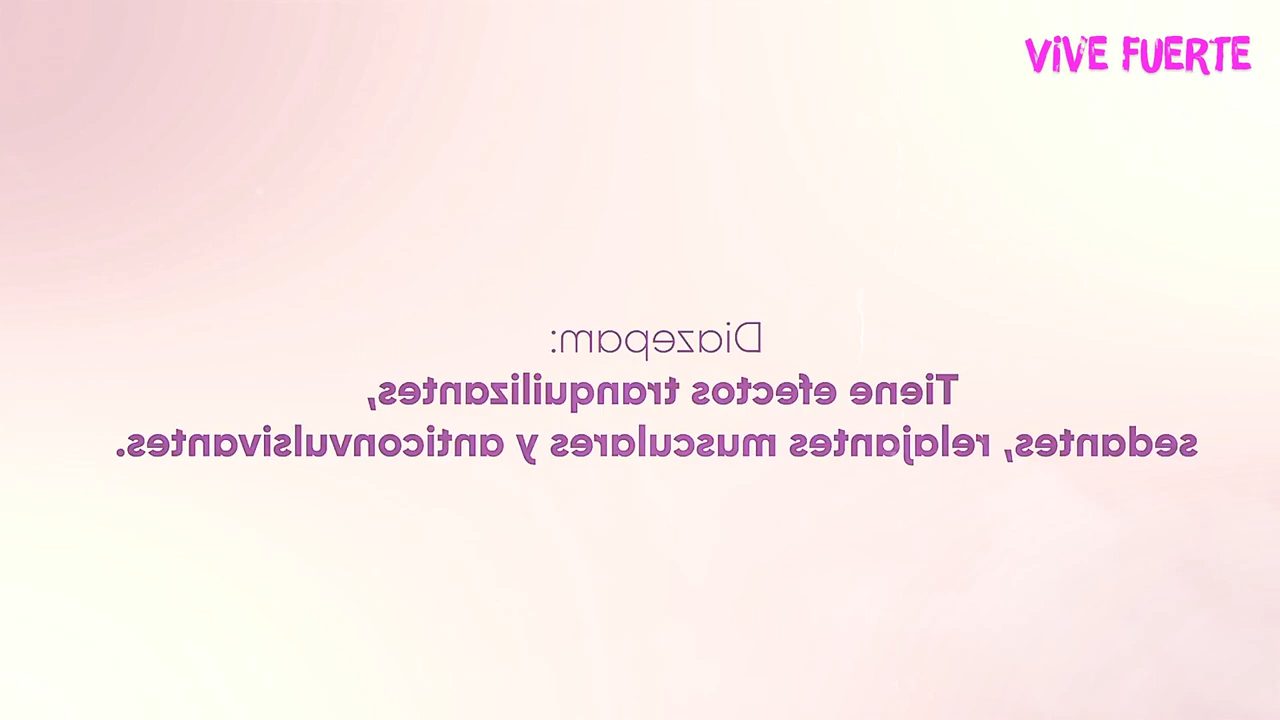 ViVE FUERTE
Diazepam:
Tiene efectos tranquilizantes,
sedantes, relajantes musculares y anticonvulsivantes.